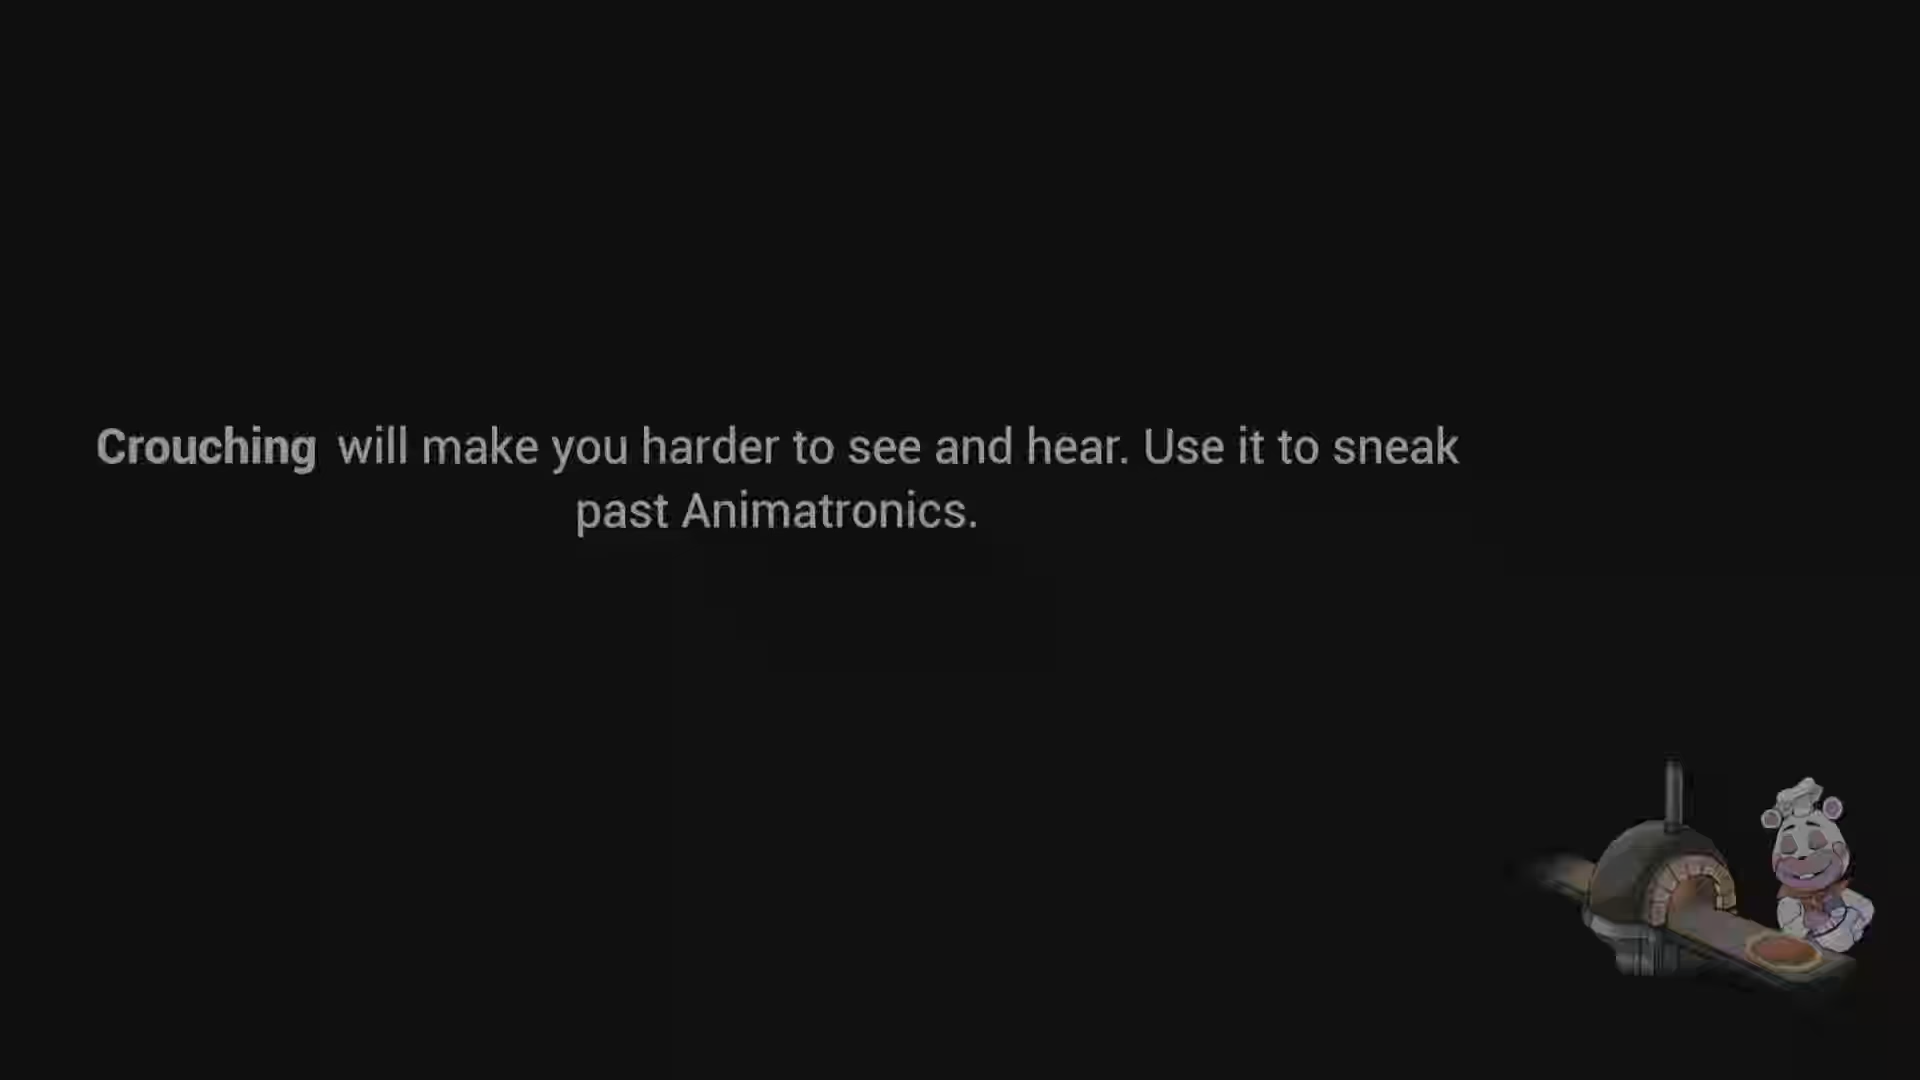 Crouching will make you harder to see and hear. Use it to sneak
past Animatronics.